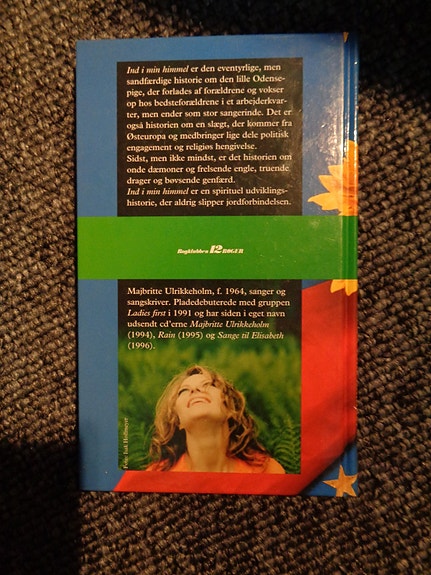 Ind i min himmel er den eventyrlige, men
sandfærdige historie om den lille Odense-
pige, der forlades af forældrene og vokser
op hos bedsteforældrene i et arbejderkvar-
ter, men ender som stor sangerinde. Det er
også historien om en slægt, der kommer fra
Østeuropa og medbringer lige dele politisk
engagement og religiøs hengivelse.
Sidst, men ikke mindst, er det historien om
onde dæmoner og frelsende engle, truende
drager og bøvsende genfærd.
Ind i min himmel er en spirituel udviklings-
historie, der aldrig slipper jordforbindelsen.
Bogklubben 12 BØGER
Majbritte Ulrikkeholm, f. 1964, sanger og
sangskriver. Pladedebuterede med gruppen
Ladies first i 1991 og har siden i eget navn
udsendt cd'erne Majbritte Ulrikkeholm
(1994), Rain (1995) og Sange til Elisabeth
(1996).
Foto: